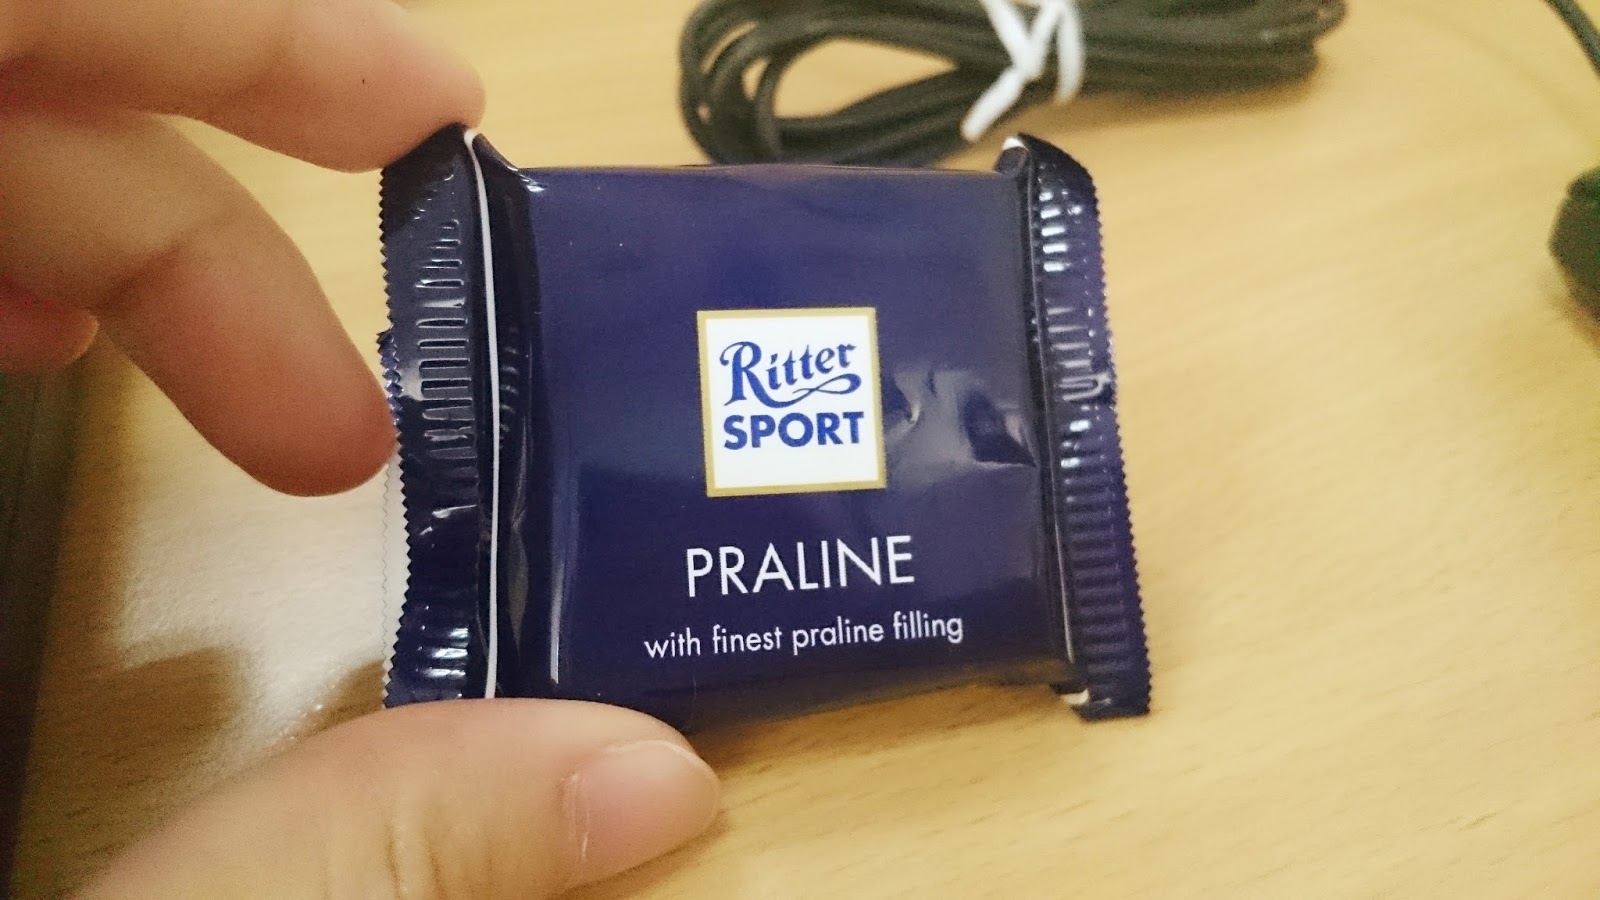 Ritter
SPORT
PRALINE
with finest praline filling